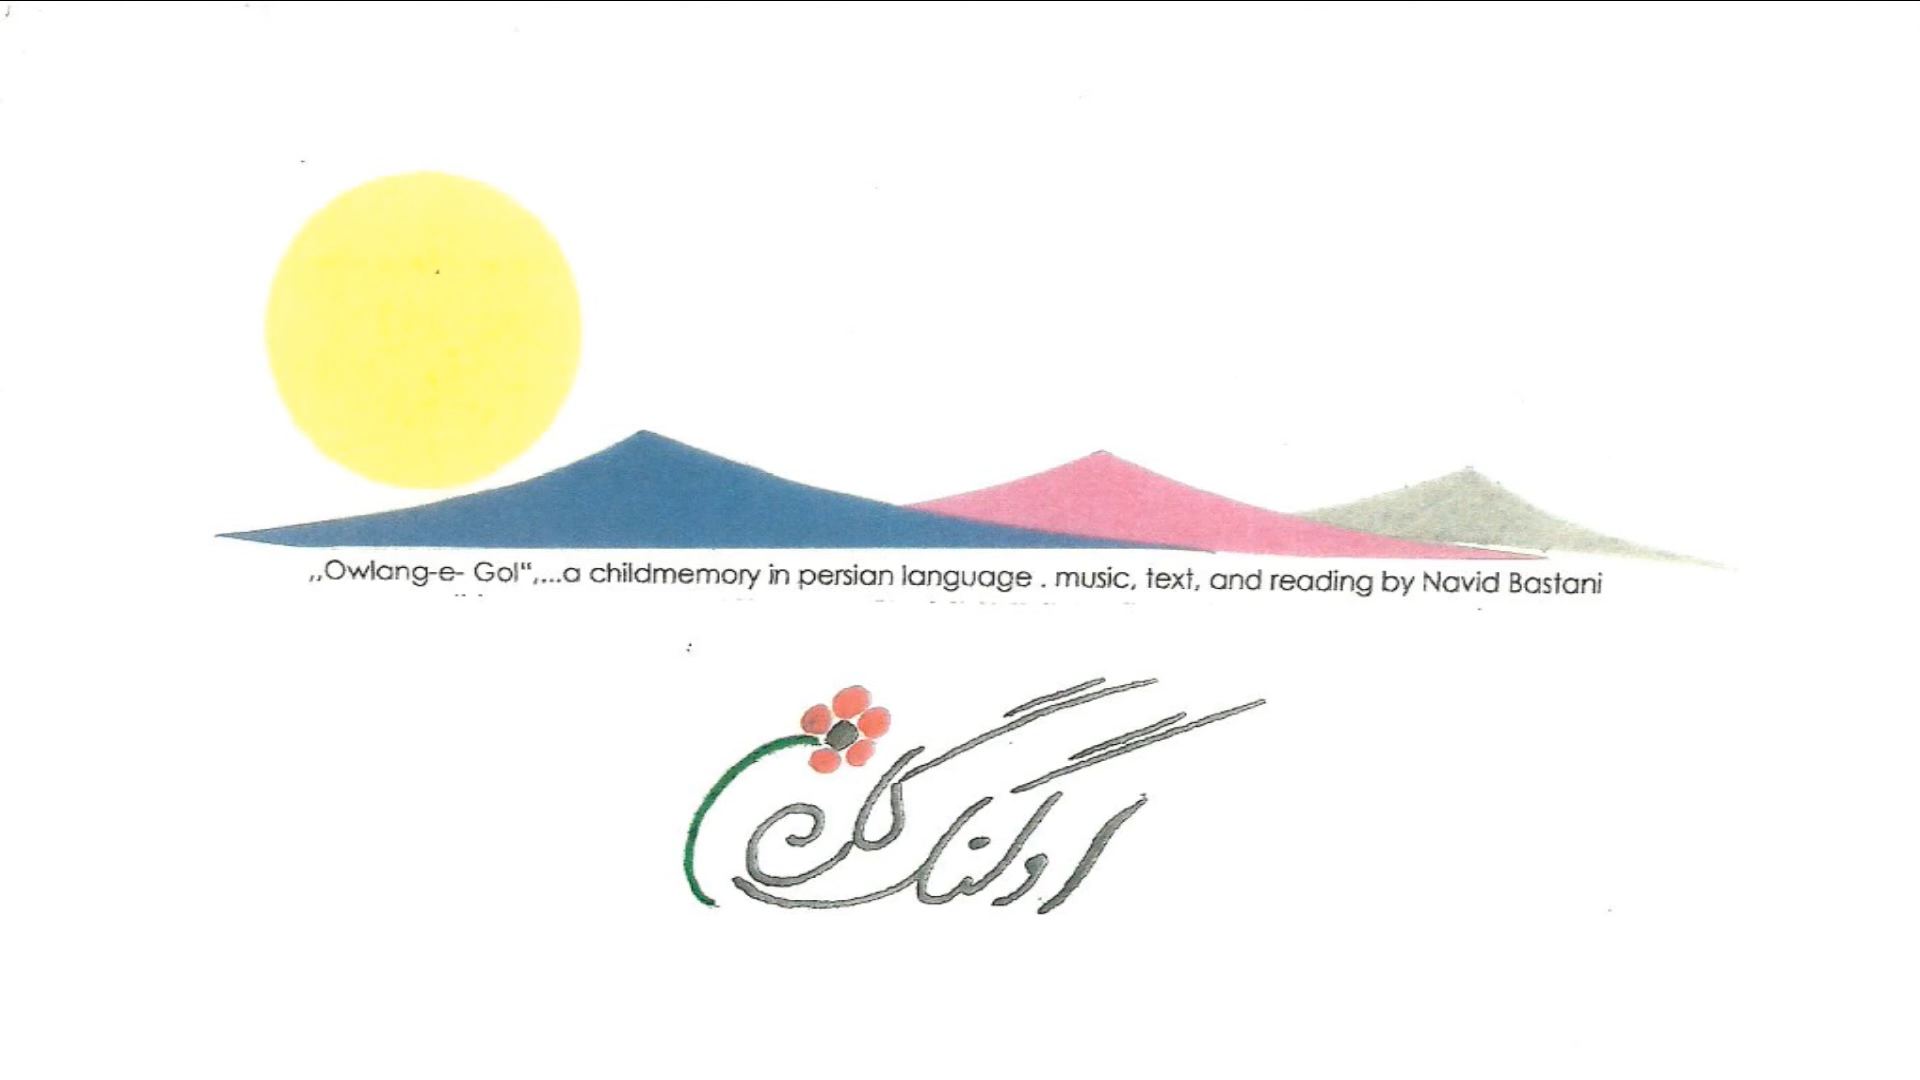 „Owlang-e- Gol“,...a childmemory in persian language . music, text, and reading by Navid Bastani
اولنگ گل